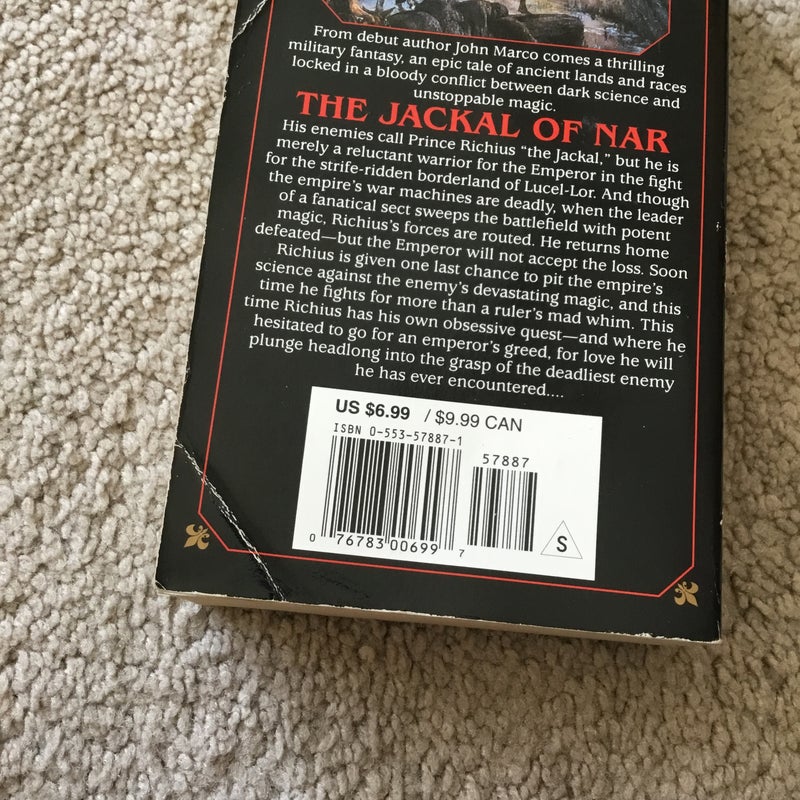 From debut author John Marco comes a thrilling
military fantasy, an epic tale of ancient lands and races
locked in a bloody conflict between dark science and
unstoppable magic.
THE JACKAL OF NAR
His enemies call Prince Richius "the Jackal," but he is
merely a reluctant warrior for the Emperor in the fight
for the strife-ridden borderland of Lucel-Lor. And though
the empire's war machines are deadly, when the leader
of a fanatical sect sweeps the battlefield with potent
magic, Richius's forces are routed. He returns home
defeated—but the Emperor will not accept the loss. Soon
Richius is given one last chance to pit the empire's
science against the enemy's devastating magic, and this
time he fights for more than a ruler's mad whim. This
time Richius has his own obsessive quest—and where he
hesitated to go for an emperor's greed, for love he will
plunge headlong into the grasp of the deadliest enemy
he has ever encountered....
US $6.99 / $9.99 CAN
ISBN 0-553-57887-1
57887
0 76783 00699 7
S